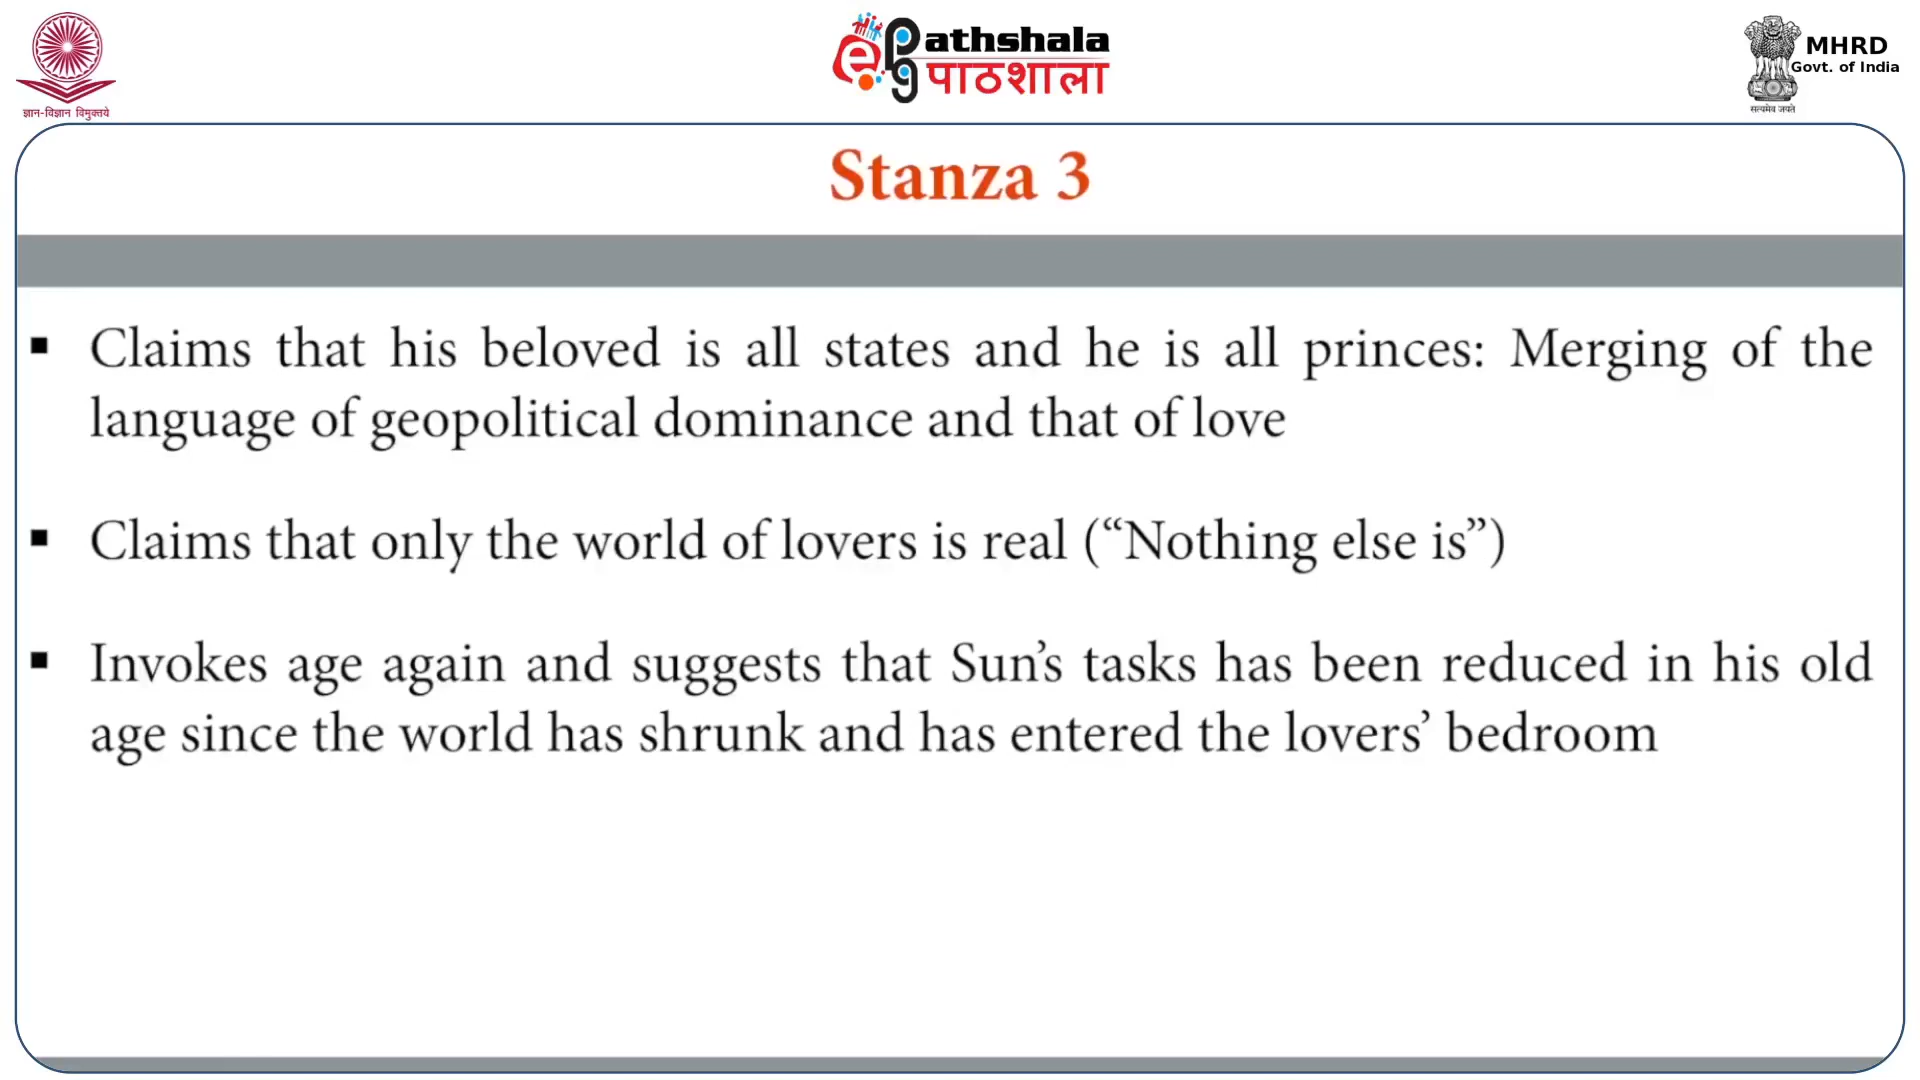 ज्ञान-विज्ञान विमुक्तये
ePG Pathshala
पाठशाला
MHRD
Govt. of India
सत्यमेव जयते
Stanza 3
▪ Claims that his beloved is all states and he is all princes: Merging of the
language of geopolitical dominance and that of love
▪ Claims that only the world of lovers is real (“Nothing else is”)
▪ Invokes age again and suggests that Sun’s tasks has been reduced in his old
age since the world has shrunk and has entered the lovers’ bedroom